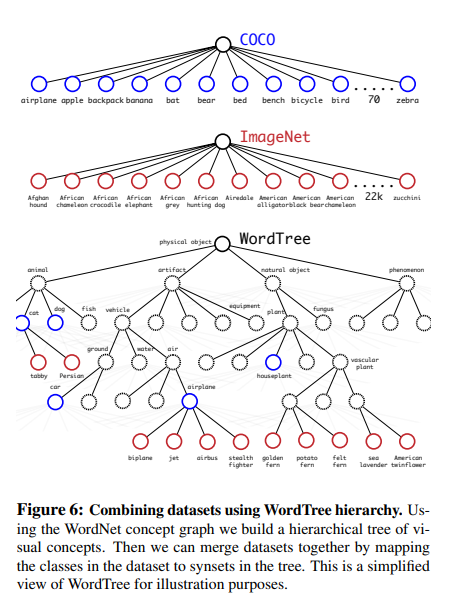 COCO
airplane apple backpack banana bat bear bed bench bicycle bird 70 zebra
ImageNet
Afghan hound African chameleon African crocodile African elephant African grey African hunting dog Airedale American alligator American black bear American chameleon 22k zucchini
WordTree
physical object
animal artifact natural object phenomenon
cat dog fish vehicle equipment plant fungus
tabby Persian ground water air houseplant vascular plant
car airplane
biplane jet airbus stealth fighter golden fern potato fern felt fern sea lavender American twinflower
Figure 6: Combining datasets using WordTree hierarchy. Us-
ing the WordNet concept graph we build a hierarchical tree of vi-
sual concepts. Then we can merge datasets together by mapping
the classes in the dataset to synsets in the tree. This is a simplified
view of WordTree for illustration purposes.